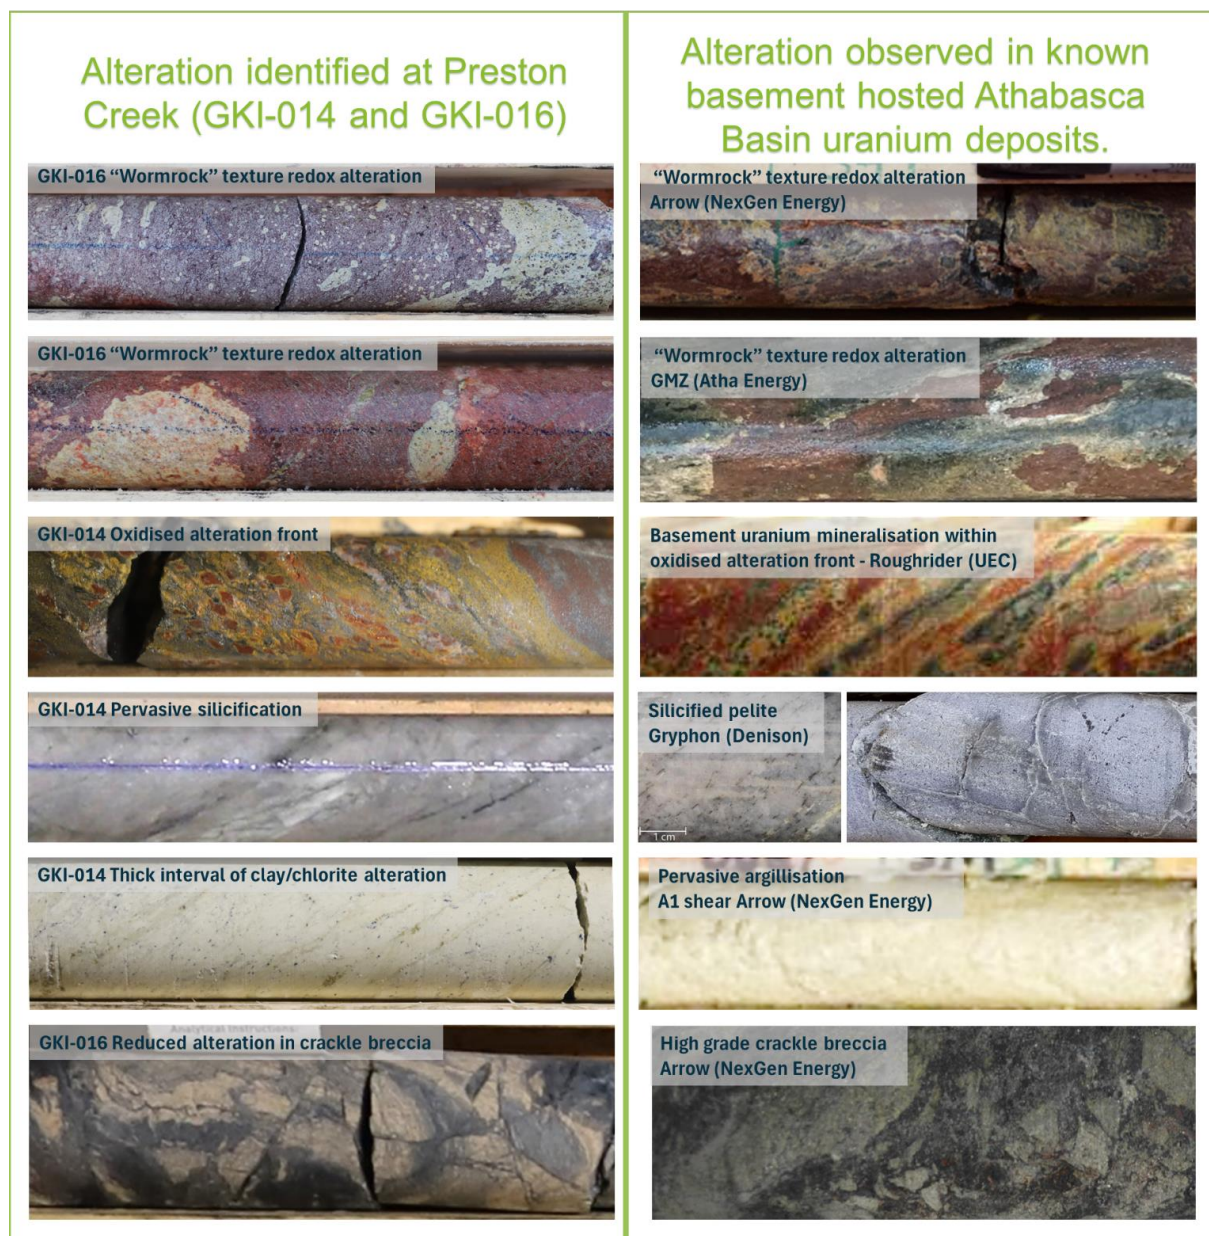 Alteration identified at Preston
Creek (GKI-014 and GKI-016)
GKI-016 “Wormrock” texture redox alteration
GKI-016 “Wormrock” texture redox alteration
GKI-014 Oxidised alteration front
GKI-014 Pervasive silicification
GKI-014 Thick interval of clay/chlorite alteration
Analytical Instruments
GKI-016 Reduced alteration in crackle breccia
Alteration observed in known
basement hosted Athabasca
Basin uranium deposits.
“Wormrock” texture redox alteration
Arrow (NexGen Energy)
“Wormrock” texture redox alteration
GMZ (Atha Energy)
Basement uranium mineralisation within
oxidised alteration front - Roughrider (UEC)
Silicified pelite
Gryphon (Denison)
1 cm
Pervasive argillisation
A1 shear Arrow (NexGen Energy)
High grade crackle breccia
Arrow (NexGen Energy)